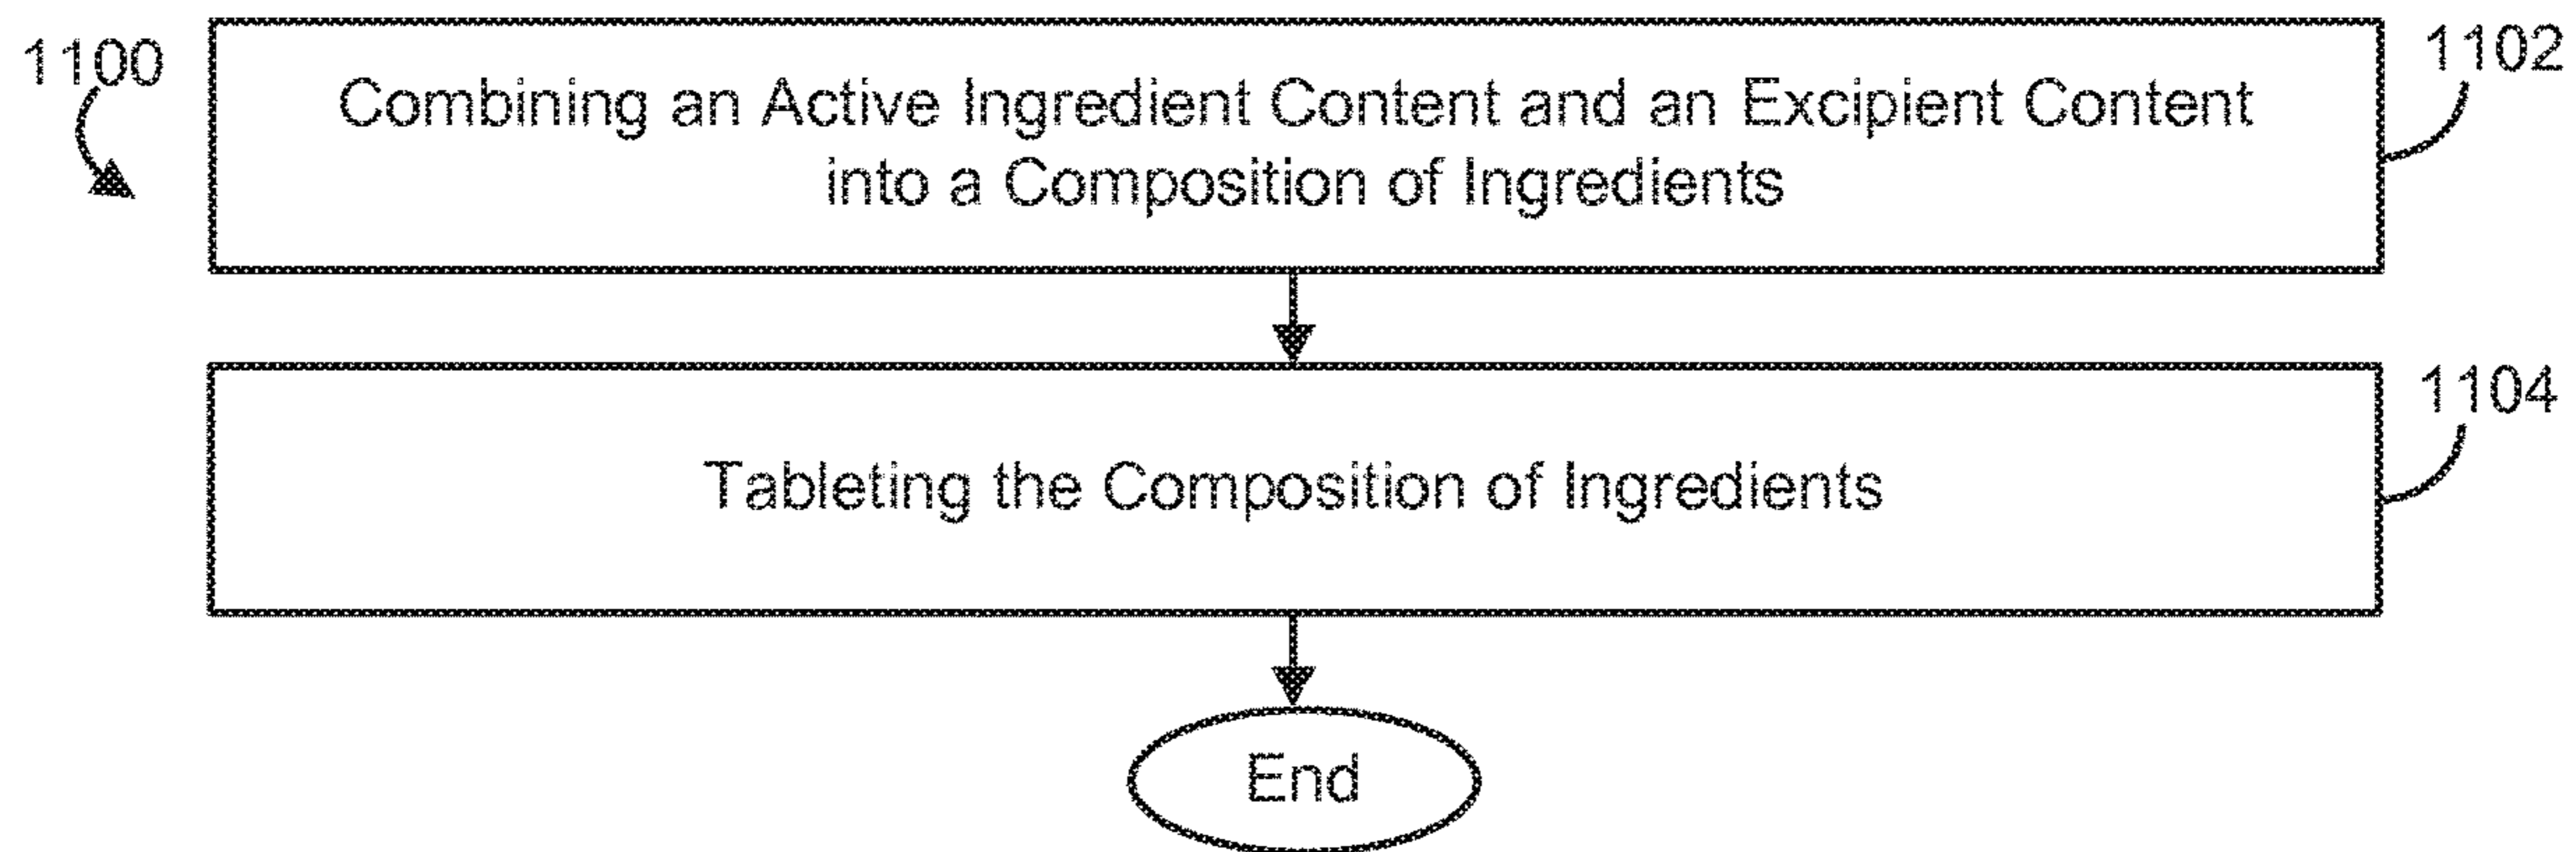 1100
1102
Combining an Active Ingredient Content and an Excipient Content
into a Composition of Ingredients
1104
Tableting the Composition of Ingredients
End